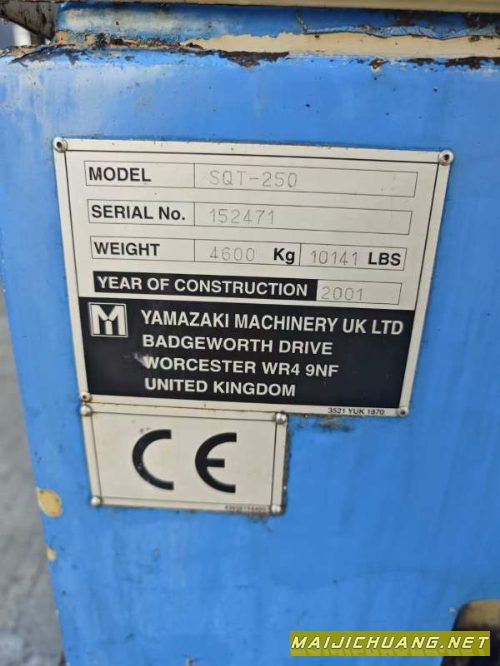 MODEL SQT-250
SERIAL No. 152471
WEIGHT 4600 Kg 10141 LBS
YEAR OF CONSTRUCTION 2001
YAMAZAKI MACHINERY UK LTD
BADGEWORTH DRIVE
WORCESTER WR4 9NF
UNITED KINGDOM
3521 YUK 1870
CE
MAIJICHUANG.NET